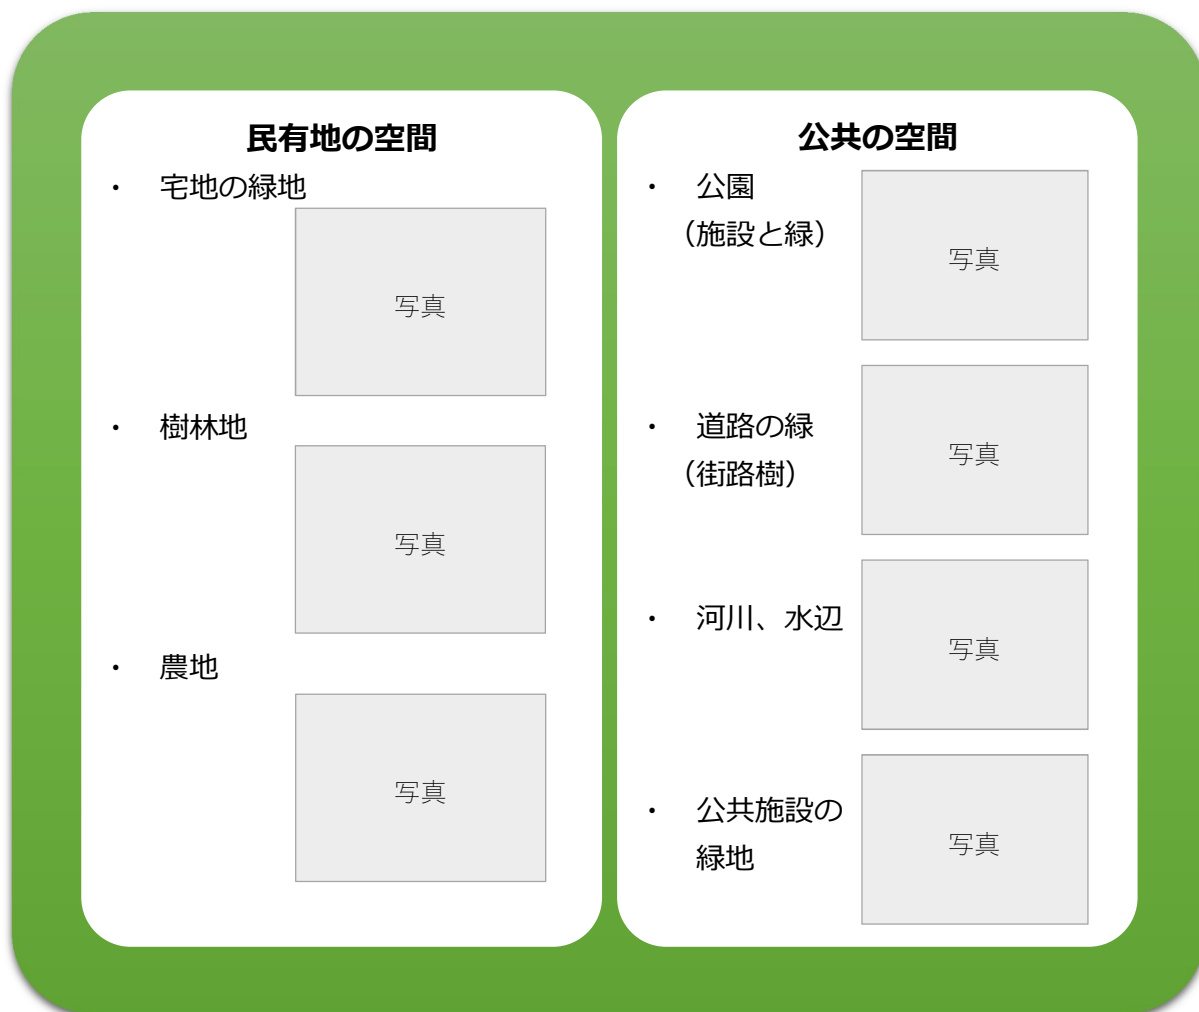 民有地の空間
・ 宅地の緑地
写真
・ 樹林地
写真
・ 農地
写真
公共の空間
・ 公園
（施設と緑）
写真
・ 道路の緑
（街路樹）
写真
・ 河川、水辺
写真
・ 公共施設の
緑地
写真